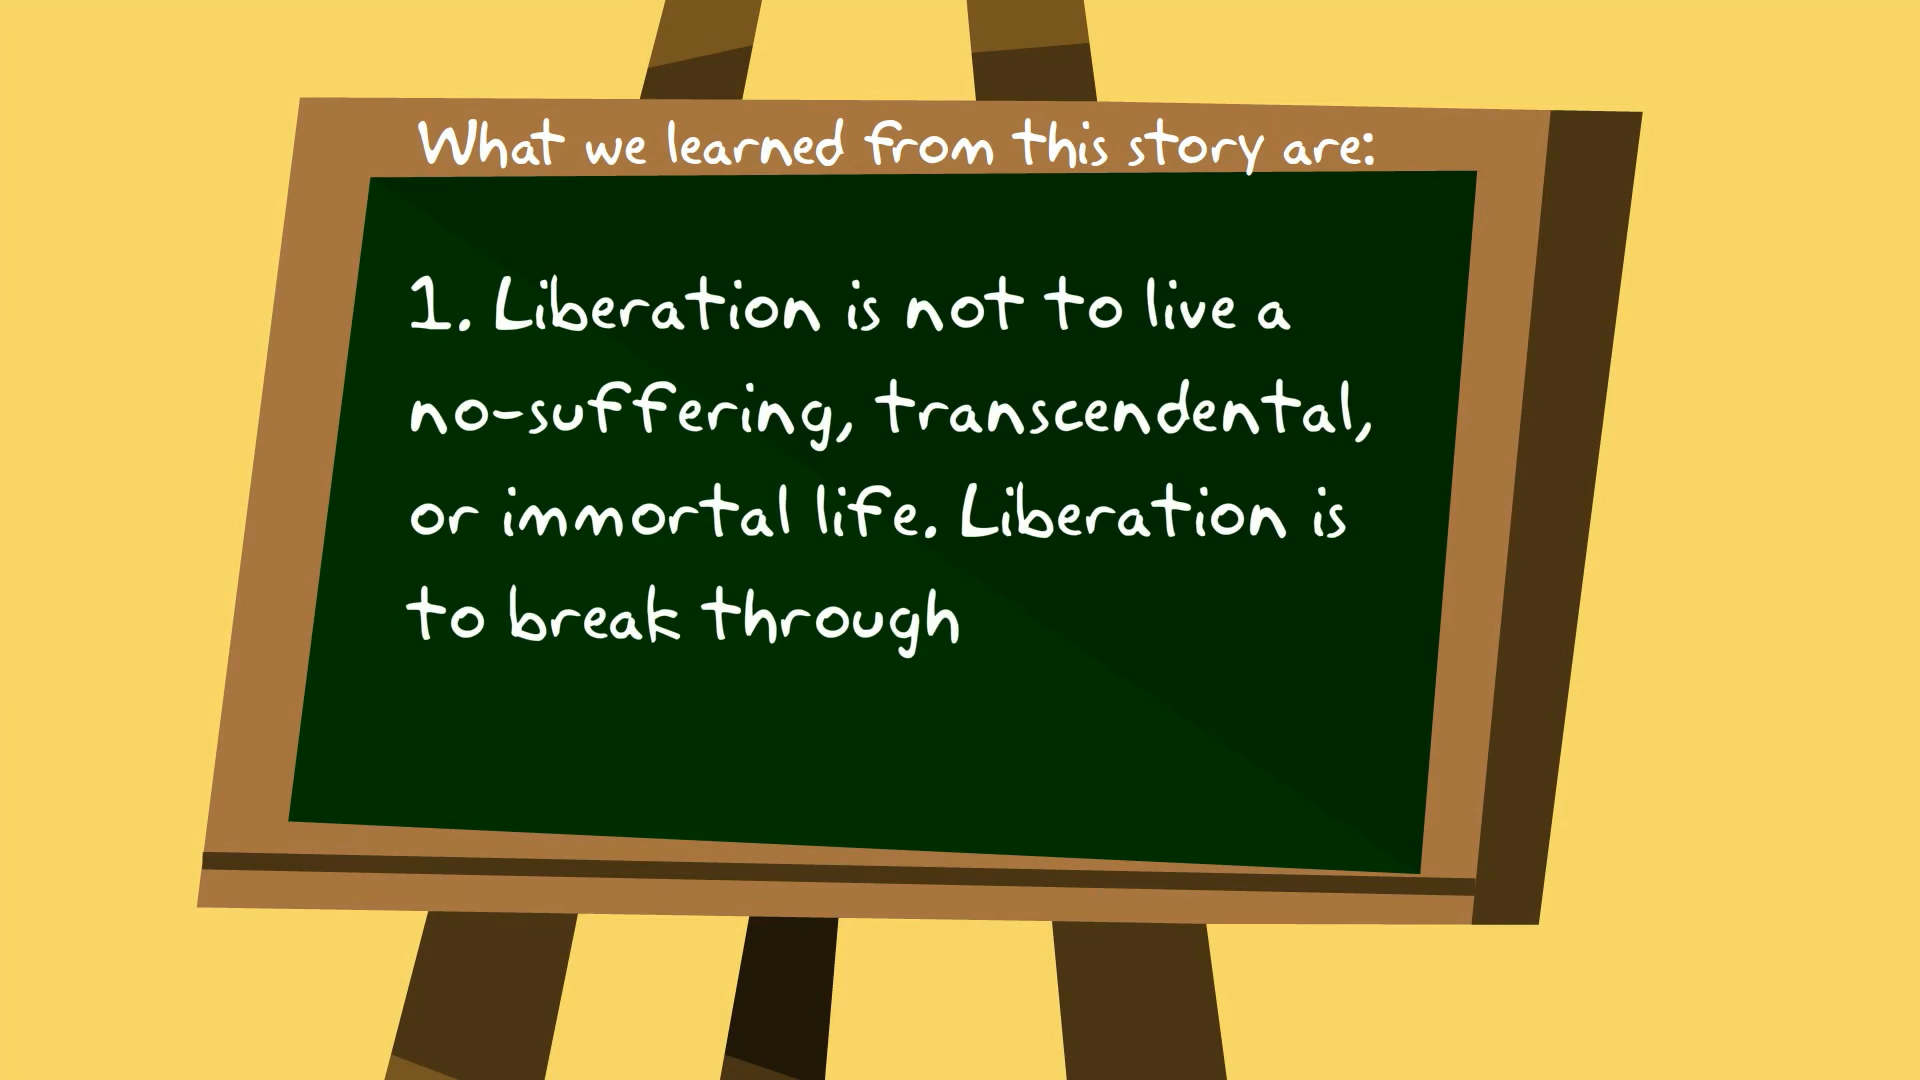 What we learned from this story are:
1. Liberation is not to live a
no-suffering, transcendental,
or immortal life. Liberation is
to break through